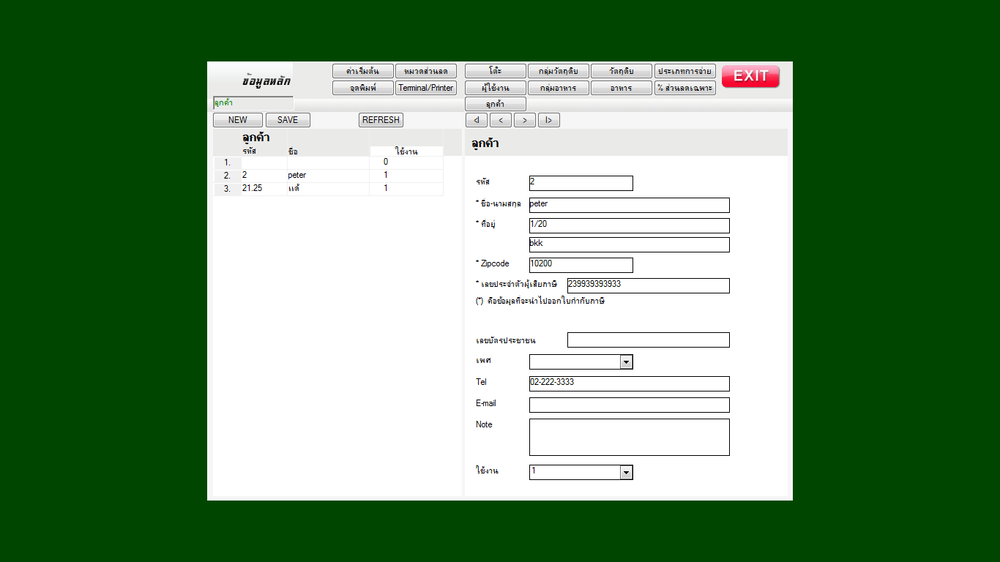 ข้อมูลหลัก
ค่าเริ่มต้น หมวดส่วนลด โต๊ะ กลุ่มวัตถุดิบ วัตถุดิบ ประเภทการจ่าย EXIT
จุดพิมพ์ Terminal/Printer ผู้ใช้งาน กลุ่มอาหาร อาหาร % ส่วนลดเฉพาะ
ลูกค้า ลูกค้า
NEW SAVE REFRESH <| < > |>
ลูกค้า
รหัส ชื่อ ใช้งาน
1. 0
2. 2 peter 1
3. 21.25 แด้ 1
ลูกค้า
รหัส 2
* ชื่อ-นามสกุล peter
* ที่อยู่ 1/20
bkk
* Zipcode 10200
* เลขประจำตัวผู้เสียภาษี 239939393933
(*) คือข้อมูลที่จะนำไปออกใบกำกับภาษี
เลขบัตรประชาชน
เพศ
Tel 02-222-3333
E-mail
Note
ใช้งาน 1